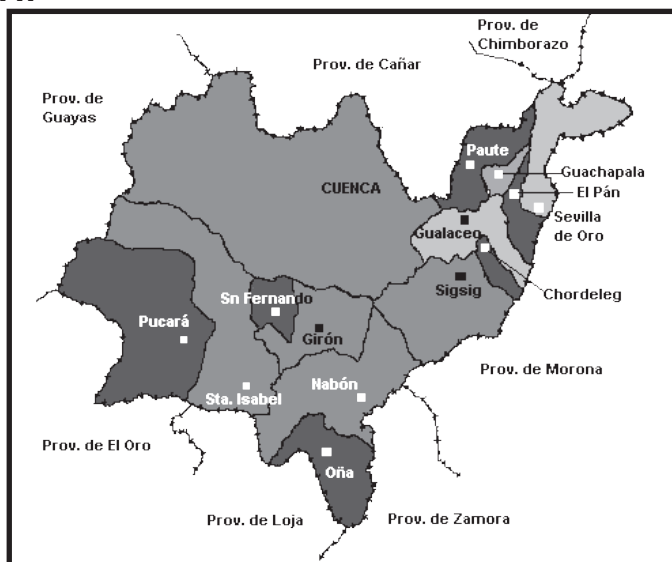 Prov. de
Chimborazo
Prov. de Cañar
Prov. de
Guayas
Paute
Guachapala
CUENCA
El Pán
Gualaceo
Sevilla
de Oro
Sigsig
Chordeleg
Sn Fernando
Pucará
Girón
Prov. de Morona
Nabón
Sta. Isabel
Prov. de El Oro
Oña
Prov. de Loja
Prov. de Zamora